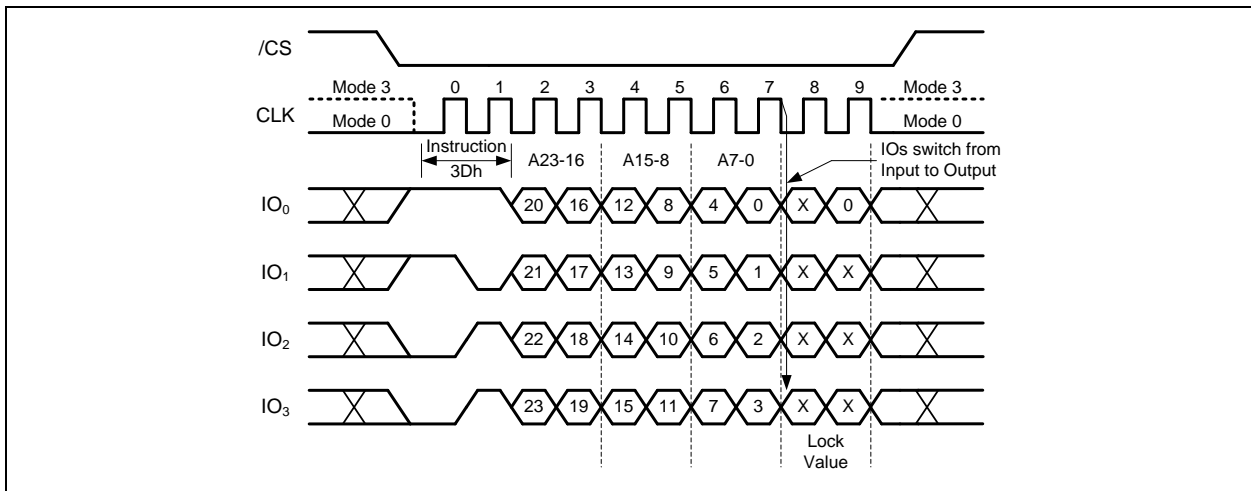 /CS
Mode 3 0 1 2 3 4 5 6 7 8 9 Mode 3
CLK
Mode 0 Mode 0
Instruction
3Dh
A23-16 A15-8 A7-0
IOs switch from
Input to Output
IO₀ 20 16 12 8 4 0 X 0
IO₁ 21 17 13 9 5 1 X X
IO₂ 22 18 14 10 6 2 X X
IO₃ 23 19 15 11 7 3 X X
Lock
Value